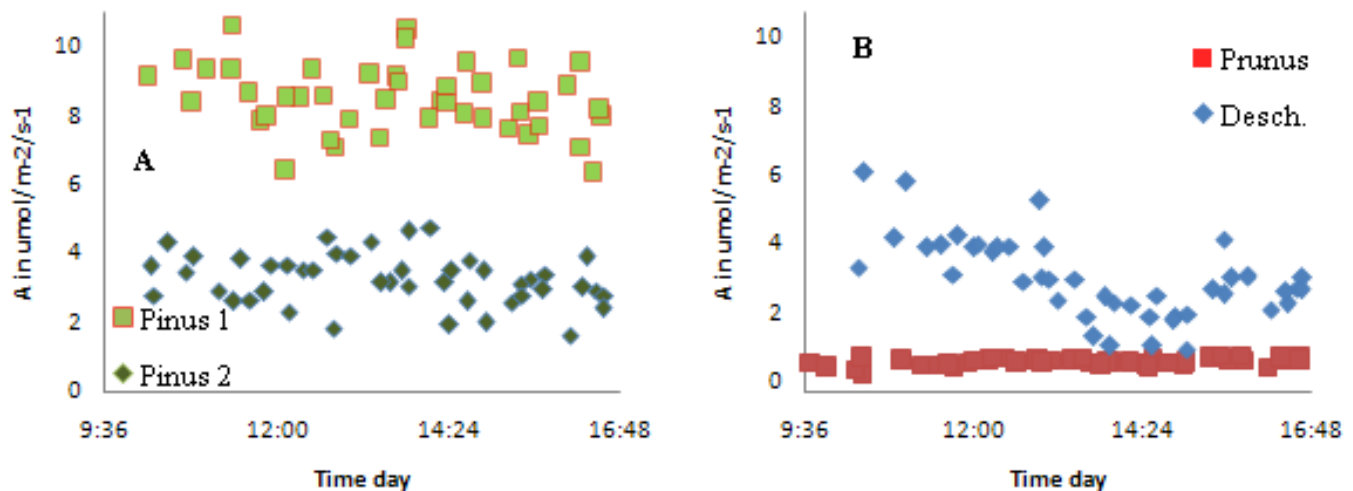 A in umol/m-2/s-1
10
8
6
4
2
0
A
Pinus 1
Pinus 2
9:36 12:00 14:24 16:48
Time day
A in umol/m-2/s-1
10
8
6
4
2
0
B
Prunus
Desch.
9:36 12:00 14:24 16:48
Time day